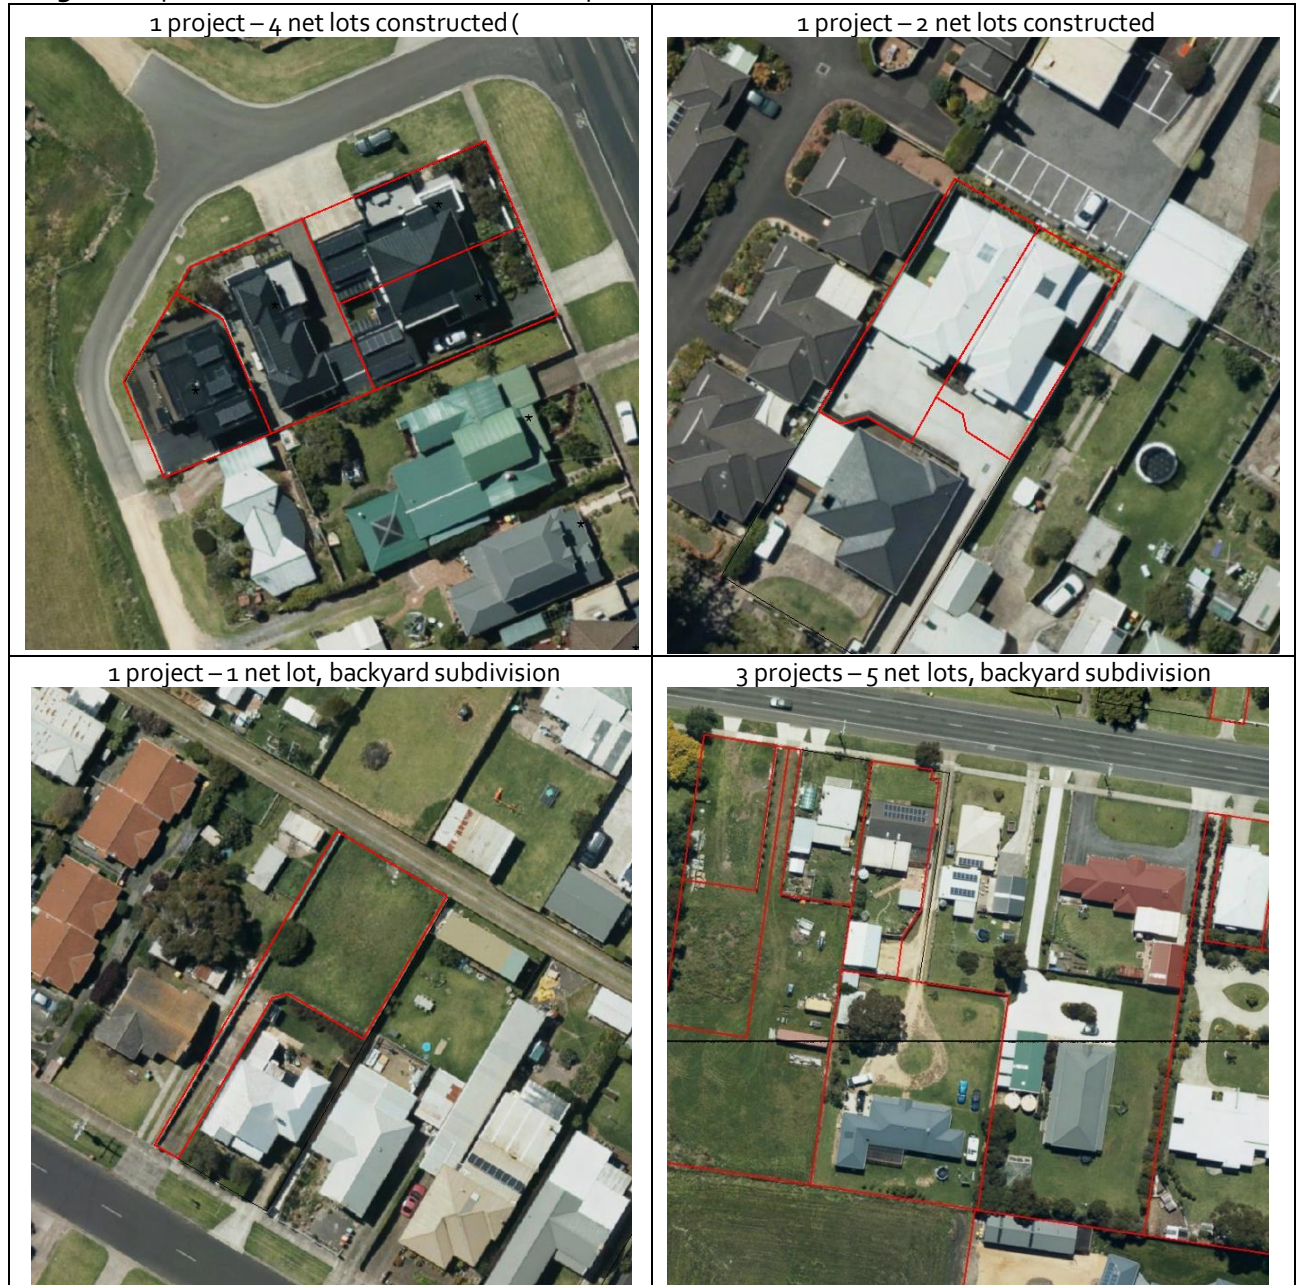 1 project – 4 net lots constructed (
1 project – 2 net lots constructed
1 project – 1 net lot, backyard subdivision
3 projects – 5 net lots, backyard subdivision